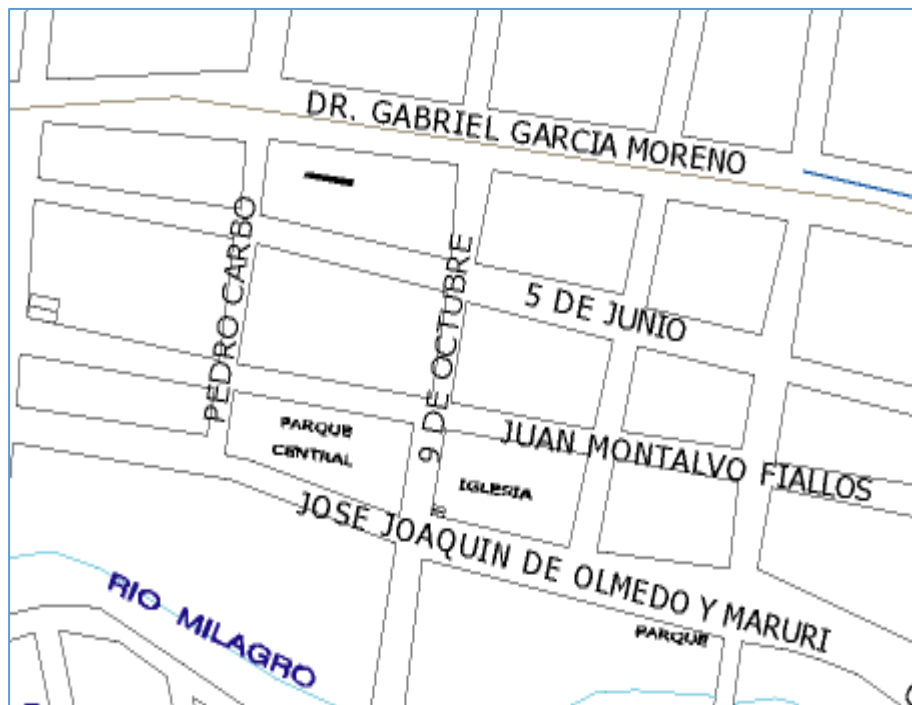 DR. GABRIEL GARCIA MORENO
PEDRO CARBO
9 DE OCTUBRE
5 DE JUNIO
PARQUE
CENTRAL
JUAN MONTALVO FIALLOS
IGLESIA
JOSE JOAQUIN DE OLMEDO Y MARURI
RIO MILAGRO
PARQUE